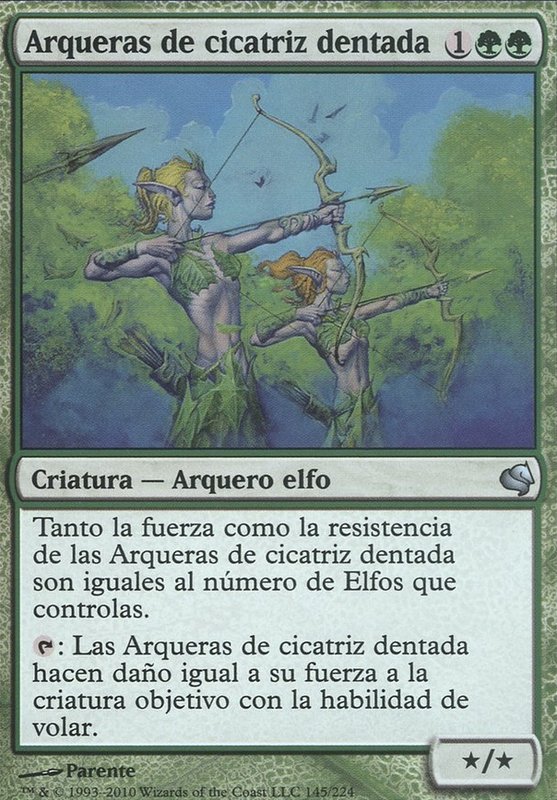 Arqueras de cicatriz dentada 1
Criatura — Arquero elfo
Tanto la fuerza como la resistencia
de las Arqueras de cicatriz dentada
son iguales al número de Elfos que
controlas.
: Las Arqueras de cicatriz dentada
hacen daño igual a su fuerza a la
criatura objetivo con la habilidad de
volar.
★/★
Parente
™ & © 1993–2010 Wizards of the Coast LLC 145/224